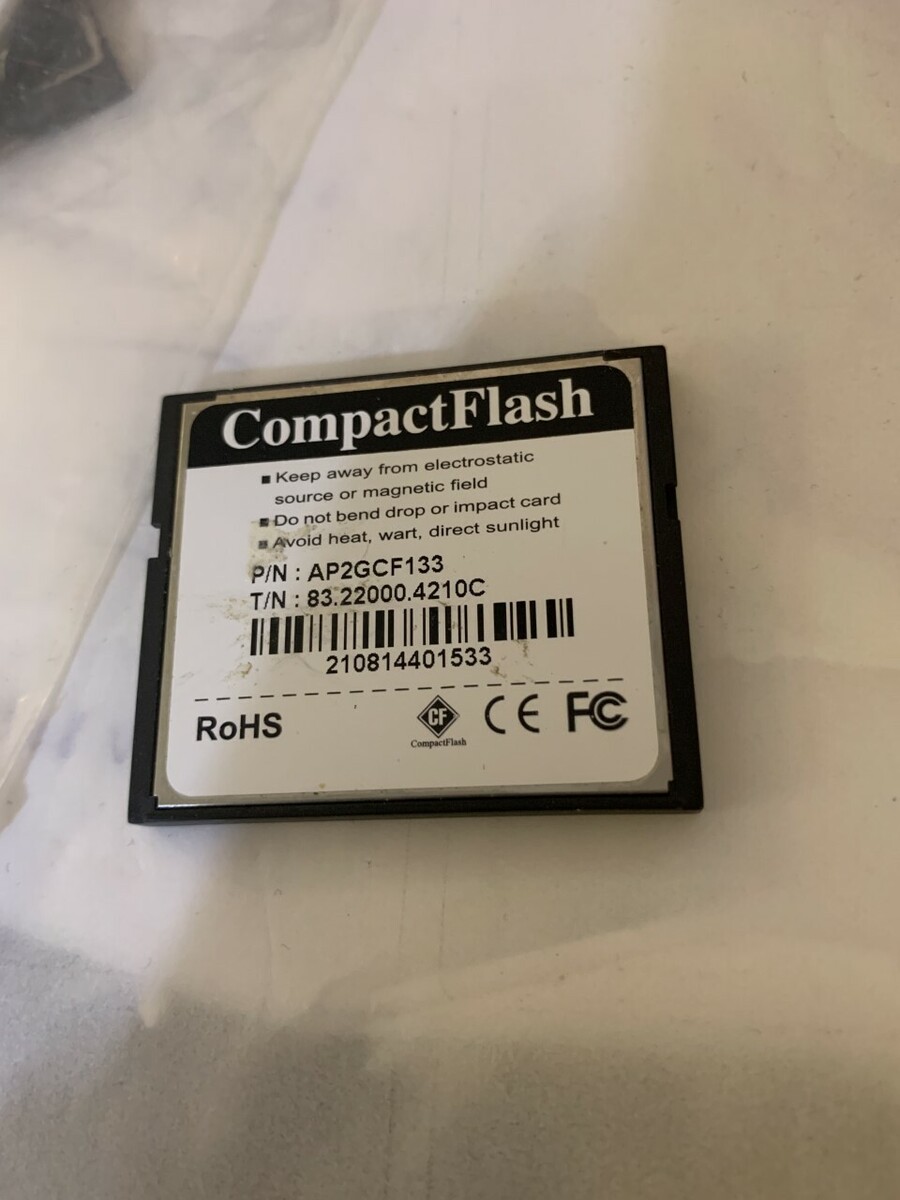 CompactFlash
■ Keep away from electrostatic
source or magnetic field
■ Do not bend drop or impact card
■ Avoid heat, wart, direct sunlight
P/N : AP2GCF133
T/N : 83.22000.4210C
210814401533
RoHS
CF
CompactFlash
CE
FC